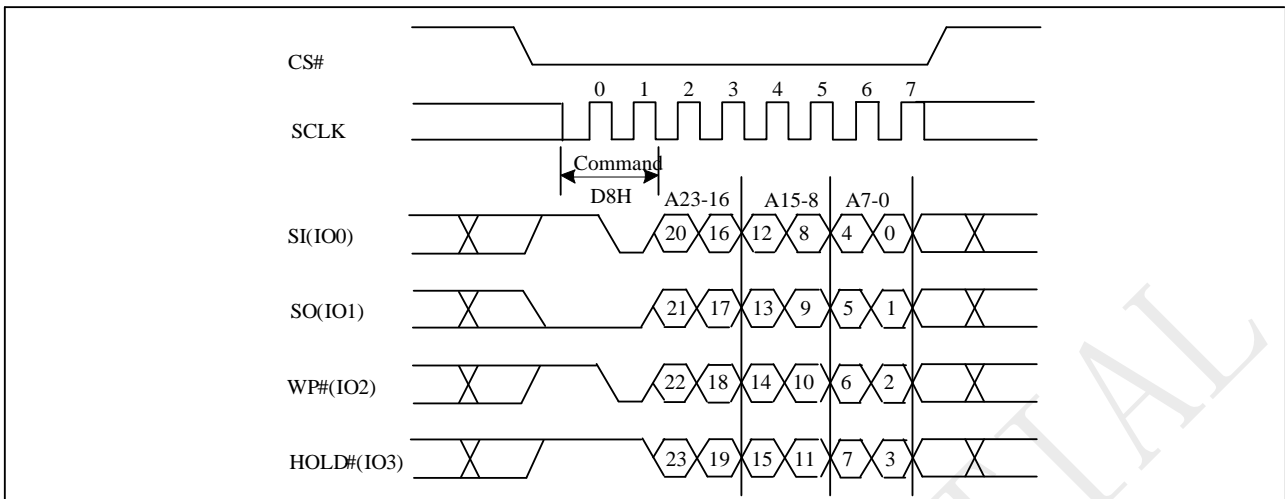 CS#
0 1 2 3 4 5 6 7
SCLK
Command
D8H
A23-16 A15-8 A7-0
SI(IO0) 20 16 12 8 4 0
SO(IO1) 21 17 13 9 5 1
WP#(IO2) 22 18 14 10 6 2
HOLD#(IO3) 23 19 15 11 7 3